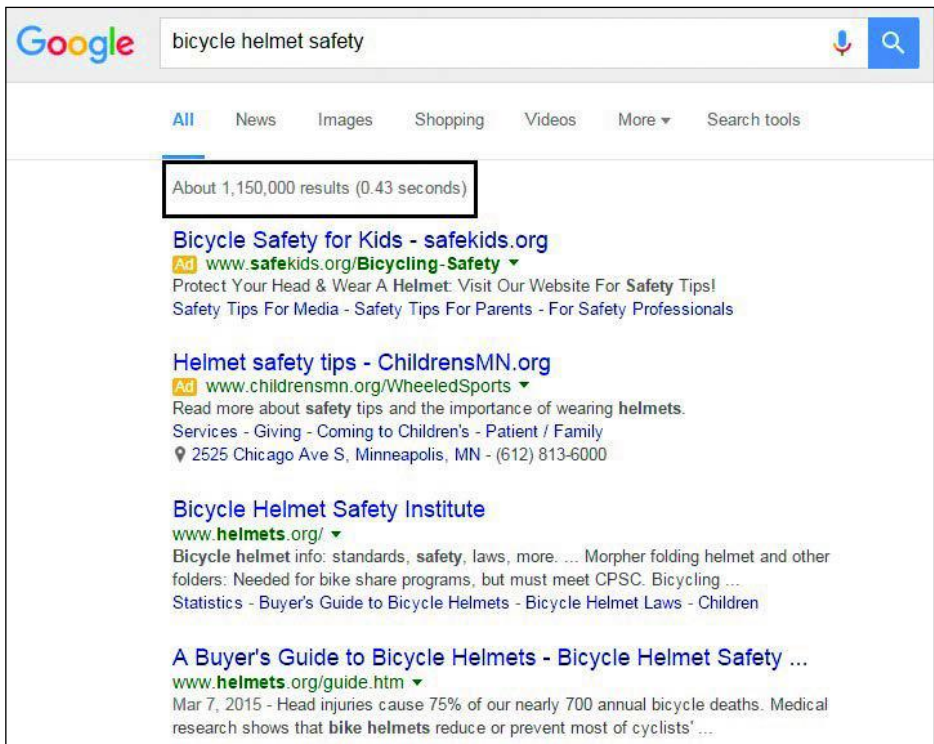 Google bicycle helmet safety
All News Images Shopping Videos More Search tools
About 1,150,000 results (0.43 seconds)
Bicycle Safety for Kids - safekids.org
Ad www.safekids.org/Bicycling-Safety
Protect Your Head & Wear A Helmet: Visit Our Website For Safety Tips!
Safety Tips For Media - Safety Tips For Parents - For Safety Professionals
Helmet safety tips - ChildrensMN.org
Ad www.childrensmn.org/WheeledSports
Read more about safety tips and the importance of wearing helmets.
Services - Giving - Coming to Children's - Patient / Family
2525 Chicago Ave S, Minneapolis, MN - (612) 813-6000
Bicycle Helmet Safety Institute
www.helmets.org/
Bicycle helmet info: standards, safety, laws, more. ... Morpher folding helmet and other
folders: Needed for bike share programs, but must meet CPSC. Bicycling ...
Statistics - Buyer's Guide to Bicycle Helmets - Bicycle Helmet Laws - Children
A Buyer's Guide to Bicycle Helmets - Bicycle Helmet Safety ...
www.helmets.org/guide.htm
Mar 7, 2015 - Head injuries cause 75% of our nearly 700 annual bicycle deaths. Medical
research shows that bike helmets reduce or prevent most of cyclists' ...